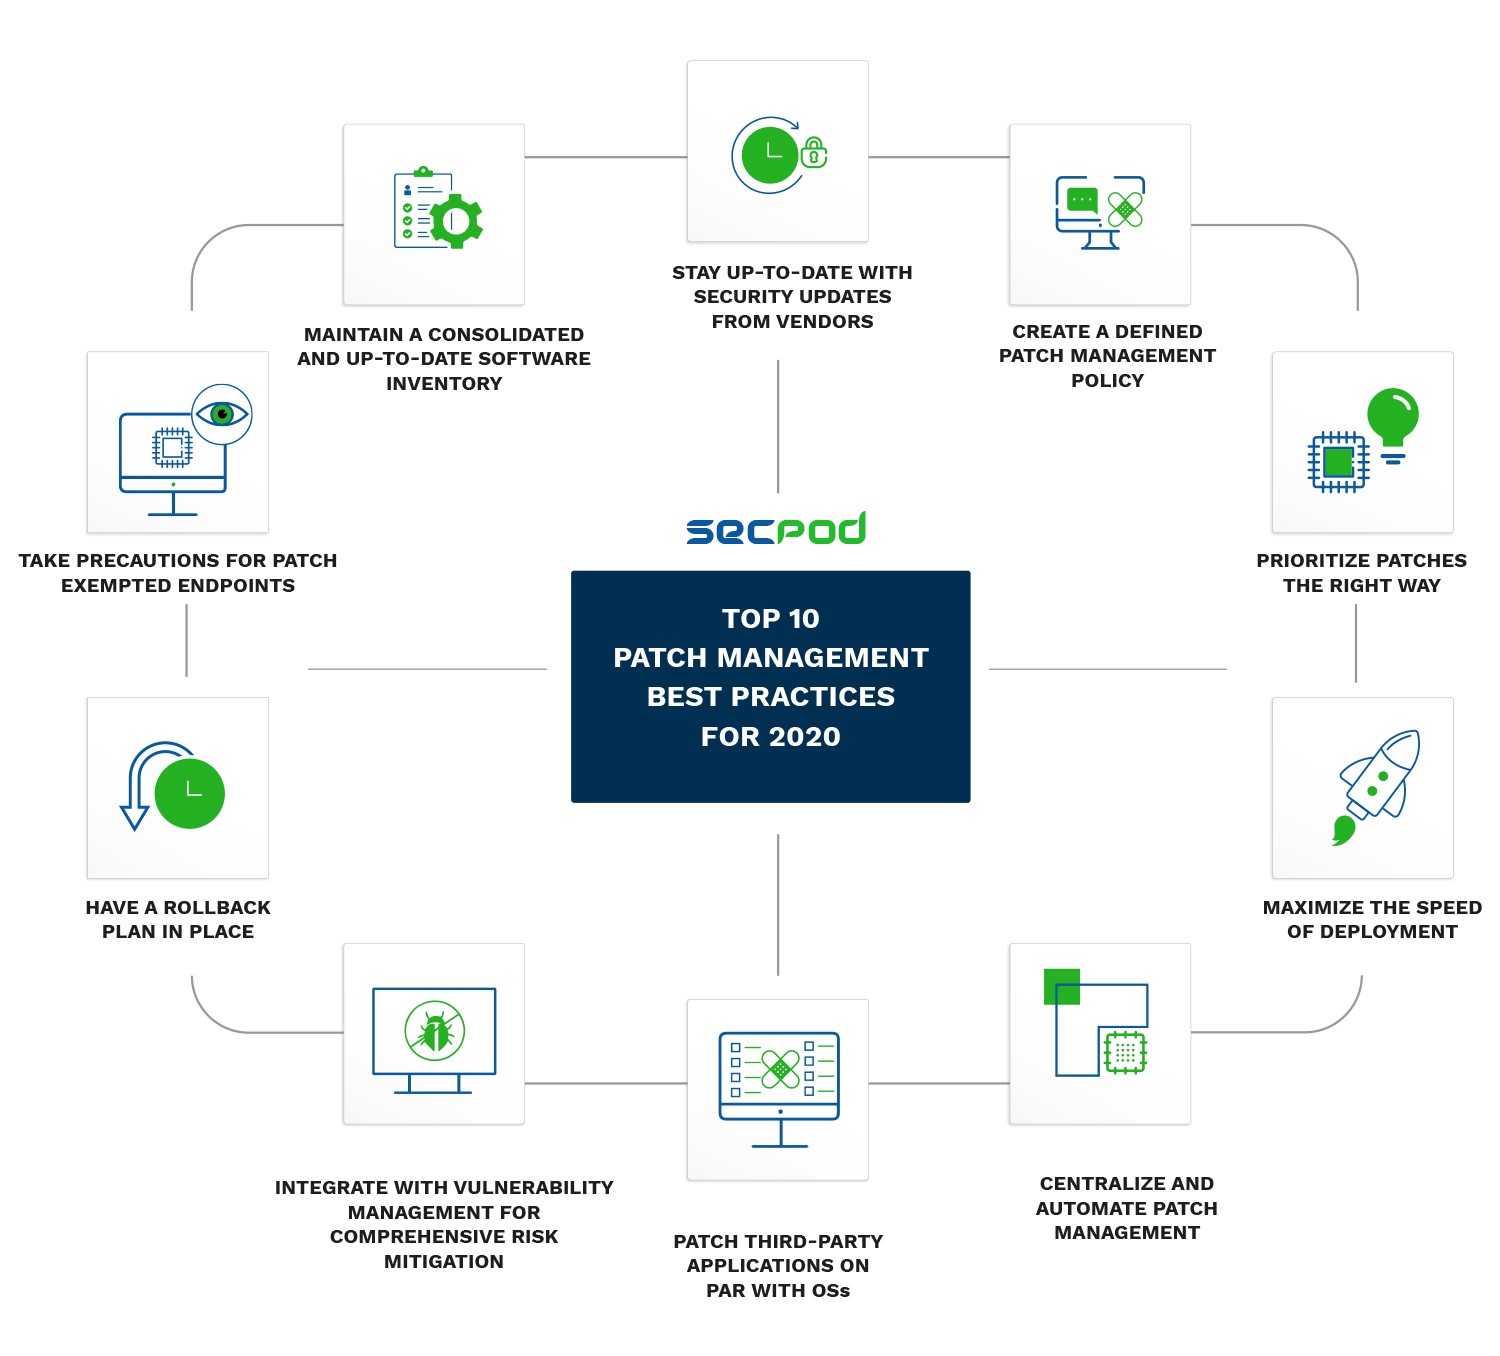 STAY UP-TO-DATE WITH
SECURITY UPDATES
FROM VENDORS
MAINTAIN A CONSOLIDATED
AND UP-TO-DATE SOFTWARE
INVENTORY
CREATE A DEFINED
PATCH MANAGEMENT
POLICY
TAKE PRECAUTIONS FOR PATCH
EXEMPTED ENDPOINTS
secpod
TOP 10
PATCH MANAGEMENT
BEST PRACTICES
FOR 2020
PRIORITIZE PATCHES
THE RIGHT WAY
HAVE A ROLLBACK
PLAN IN PLACE
MAXIMIZE THE SPEED
OF DEPLOYMENT
INTEGRATE WITH VULNERABILITY
MANAGEMENT FOR
COMPREHENSIVE RISK
MITIGATION
PATCH THIRD-PARTY
APPLICATIONS ON
PAR WITH OSs
CENTRALIZE AND
AUTOMATE PATCH
MANAGEMENT